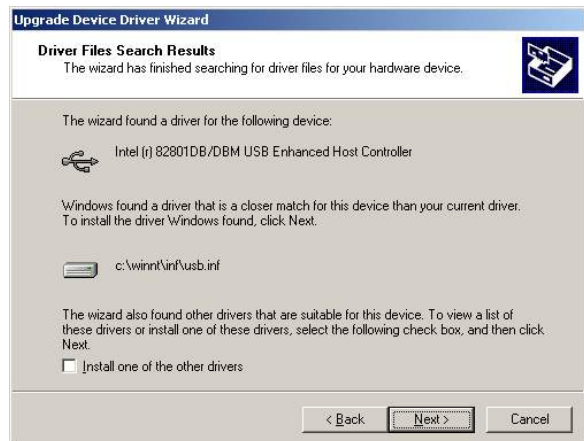 Upgrade Device Driver Wizard
Driver Files Search Results
The wizard has finished searching for driver files for your hardware device.
The wizard found a driver for the following device:
Intel (r) 82801DB/DBM USB Enhanced Host Controller
Windows found a driver that is a closer match for this device than your current driver.
To install the driver Windows found, click Next.
c:\winnt\inf\usb.inf
The wizard also found other drivers that are suitable for this device. To view a list of
these drivers or install one of these drivers, select the following check box, and then click
Next.
Install one of the other drivers
< Back
Next >
Cancel